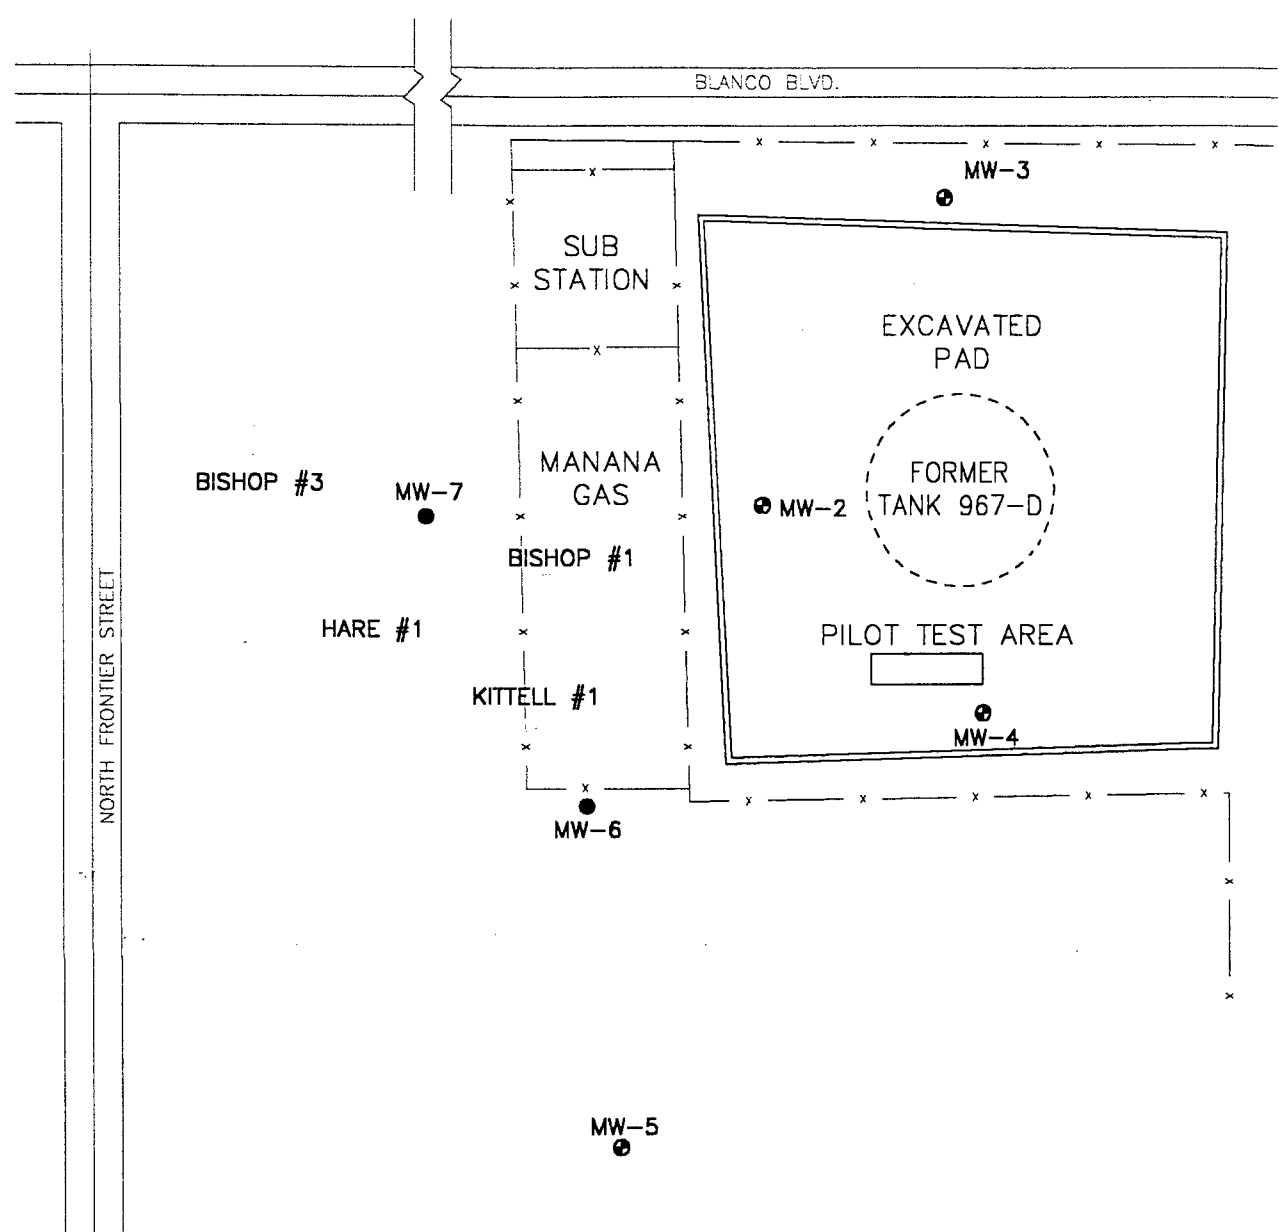 BLANCO BLVD.
MW-3
SUB
STATION
EXCAVATED
PAD
MANANA
GAS
FORMER
TANK 967-D
BISHOP #3
MW-7
MW-2
BISHOP #1
HARE #1
PILOT TEST AREA
KITTELL #1
MW-4
NORTH FRONTIER STREET
MW-6
MW-5